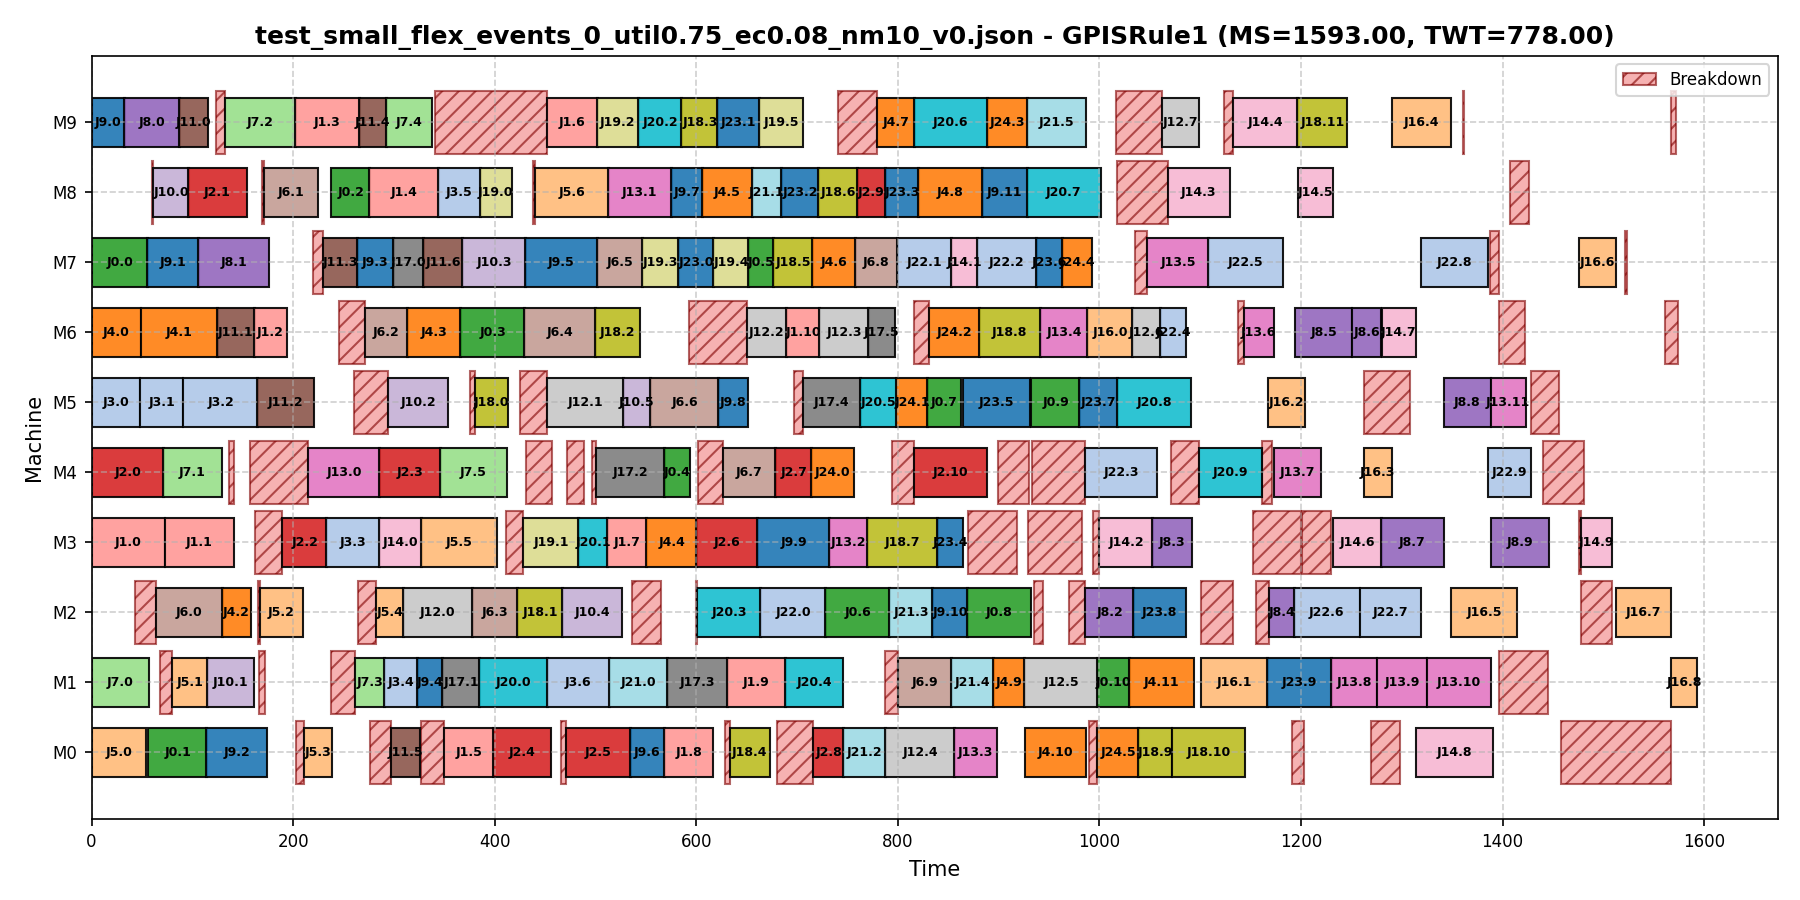 test_small_flex_events_0_util0.75_ec0.08_nm10_v0.json - GPISRule1 (MS=1593.00, TWT=778.00)
Breakdown
M9 J9.0 J8.0 J11.0 J7.2 J1.3 J11.4 J7.4 J1.6 J19.2 J20.2 J18.3 J23.1 J19.5 J4.7 J20.6 J24.3 J21.5 J12.7 J14.4 J18.11 J16.4
M8 J10.0 J2.1 J6.1 J0.2 J1.4 J3.5 J19.0 J5.6 J13.1 J9.7 J4.5 J21.1 J23.2 J18.6 J2.9 J23.3 J4.8 J9.11 J20.7 J14.3 J14.5
M7 J0.0 J9.1 J8.1 J11.3 J9.3 J17.0 J11.6 J10.3 J9.5 J6.5 J19.3 J23.0 J19.4 J0.5 J18.5 J4.6 J6.8 J22.1 J14.1 J22.2 J23.6 J24.4 J13.5 J22.5 J22.8 J16.6
M6 J4.0 J4.1 J11.1 J1.2 J6.2 J4.3 J0.3 J6.4 J18.2 J12.2 J1.10 J12.3 J17.5 J24.2 J18.8 J13.4 J16.0 J12.6 J22.4 J13.6 J8.5 J8.6 J14.7
M5 J3.0 J3.1 J3.2 J11.2 J10.2 J18.0 J12.1 J10.5 J6.6 J9.8 J17.4 J20.5 J24.1 J0.7 J23.5 J0.9 J23.7 J20.8 J16.2 J8.8 J13.11
M4 J2.0 J7.1 J13.0 J2.3 J7.5 J17.2 J0.4 J6.7 J2.7 J24.0 J2.10 J22.3 J20.9 J13.7 J16.3 J22.9
M3 J1.0 J1.1 J2.2 J3.3 J14.0 J5.5 J19.1 J20.1 J1.7 J4.4 J2.6 J9.9 J13.2 J18.7 J23.4 J14.2 J8.3 J14.6 J8.7 J8.9 J14.9
M2 J6.0 J4.2 J5.2 J5.4 J12.0 J6.3 J18.1 J10.4 J20.3 J22.0 J0.6 J21.3 J9.10 J0.8 J8.2 J23.8 J8.4 J22.6 J22.7 J16.5 J16.7
M1 J7.0 J5.1 J10.1 J7.3 J3.4 J9.4 J17.1 J20.0 J3.6 J21.0 J17.3 J1.9 J20.4 J6.9 J21.4 J4.9 J12.5 J0.10 J4.11 J16.1 J23.9 J13.8 J13.9 J13.10 J16.8
M0 J5.0 J0.1 J9.2 J5.3 J11.5 J1.5 J2.4 J2.5 J9.6 J1.8 J18.4 J2.8 J21.2 J12.4 J13.3 J4.10 J24.5 J18.9 J18.10 J14.8
Machine
0 200 400 600 800 1000 1200 1400 1600
Time